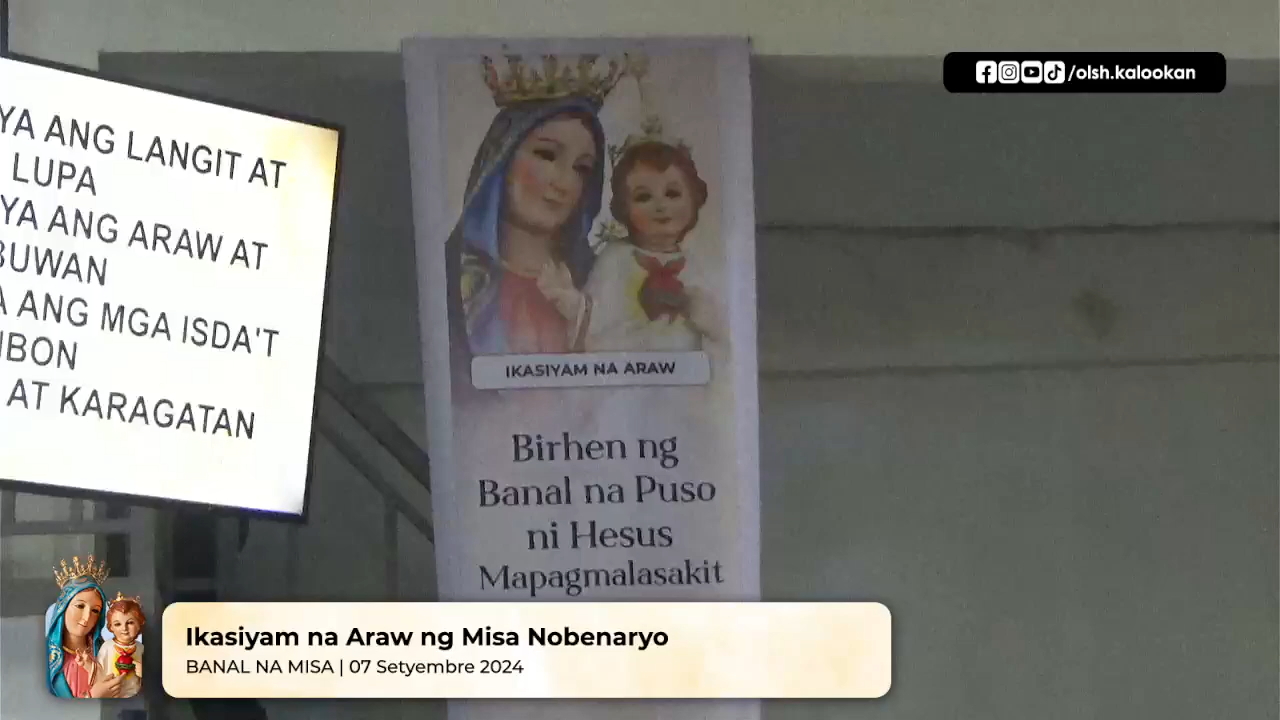 YA ANG LANGIT AT
LUPA
YA ANG ARAW AT
BUWAN
ANG MGA ISDA'T
IBON
AT KARAGATAN
IKASIYAM NA ARAW
Birhen ng
Banal na Puso
ni Hesus
Mapagmalasakit
/olsh.kalookan
Ikasiyam na Araw ng Misa Nobenaryo
BANAL NA MISA | 07 Setyembre 2024